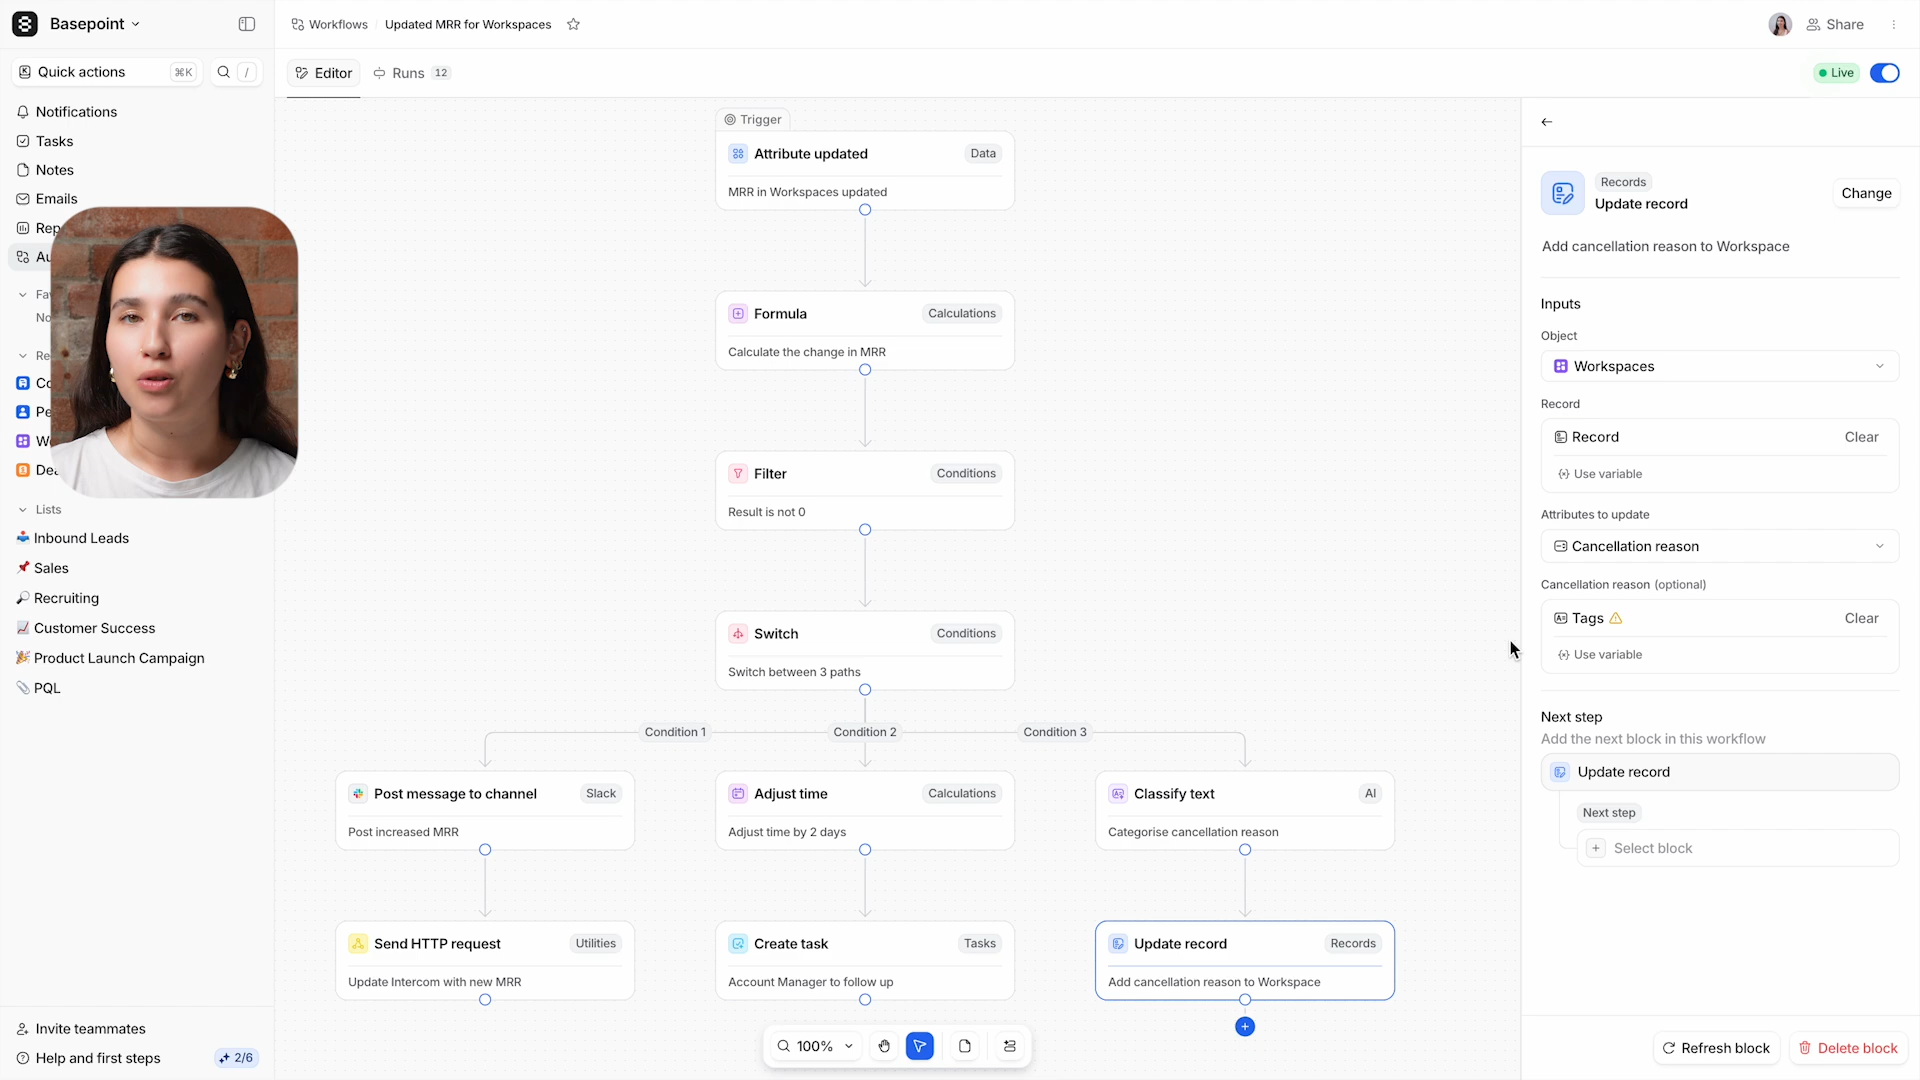 Basepoint
Workflows / Updated MRR for Workspaces
Share
Quick actions ⌘K /
Editor
Runs 12
Live
Notifications
Tasks
Notes
Emails
Rep
Au
Fa
No
Re
Co
Pe
W
Dea
Lists
Inbound Leads
Sales
Recruiting
Customer Success
Product Launch Campaign
PQL
Invite teammates
Help and first steps 2/6
Trigger
Attribute updated Data
MRR in Workspaces updated
Formula Calculations
Calculate the change in MRR
Filter Conditions
Result is not 0
Switch Conditions
Switch between 3 paths
Condition 1
Condition 2
Condition 3
Post message to channel Slack
Post increased MRR
Adjust time Calculations
Adjust time by 2 days
Classify text AI
Categorise cancellation reason
Send HTTP request Utilities
Update Intercom with new MRR
Create task Tasks
Account Manager to follow up
Update record Records
Add cancellation reason to Workspace
100%
Records
Update record
Change
Add cancellation reason to Workspace
Inputs
Object
Workspaces
Record
Record Clear
{x} Use variable
Attributes to update
Cancellation reason
Cancellation reason (optional)
Tags Clear
{x} Use variable
Next step
Add the next block in this workflow
Update record
Next step
+ Select block
Refresh block
Delete block